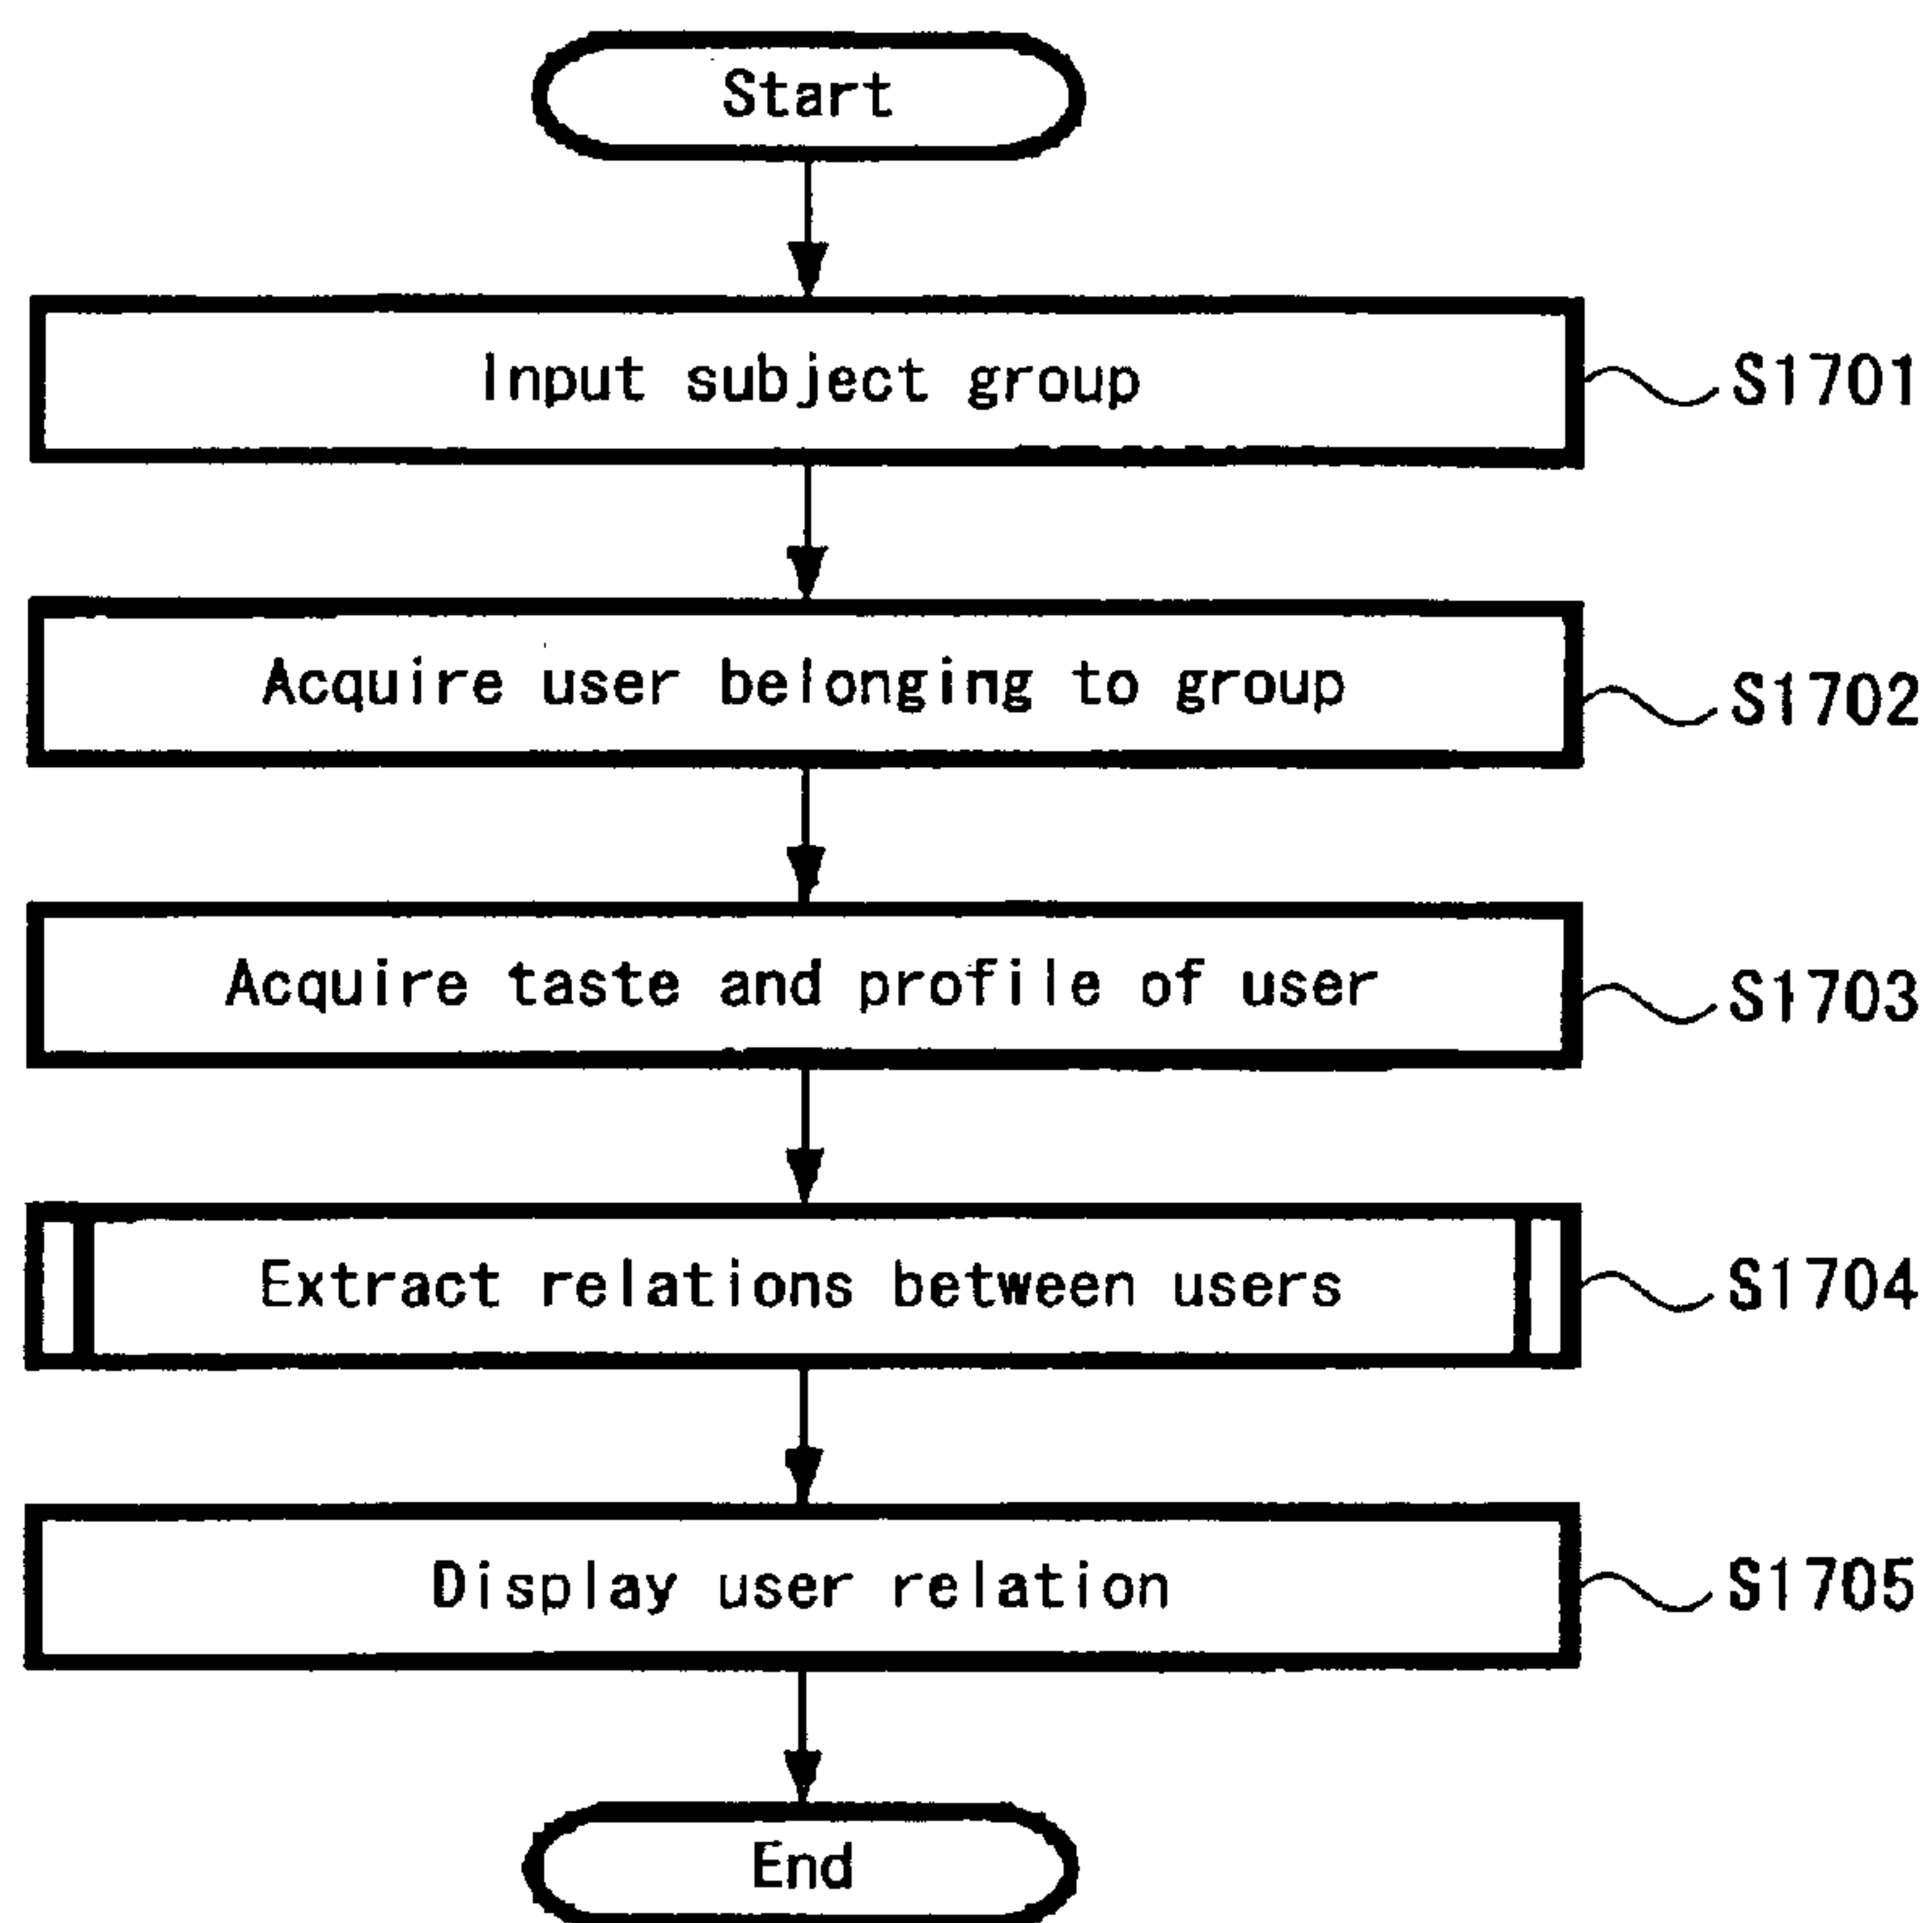 Start
Input subject group
S1701
Acquire user belonging to group
S1702
Acquire taste and profile of user
S1703
Extract relations between users
S1704
Display user relation
S1705
End